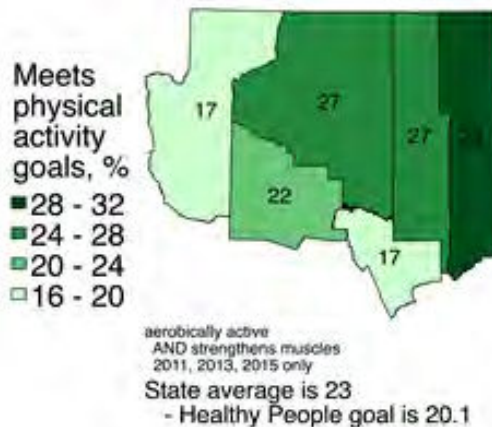 Meets
physical
activity
goals, %
28 - 32
24 - 28
20 - 24
16 - 20
17
27
27
22
17
aerobically active
AND strengthens muscles
2011, 2013, 2015 only
State average is 23
- Healthy People goal is 20.1